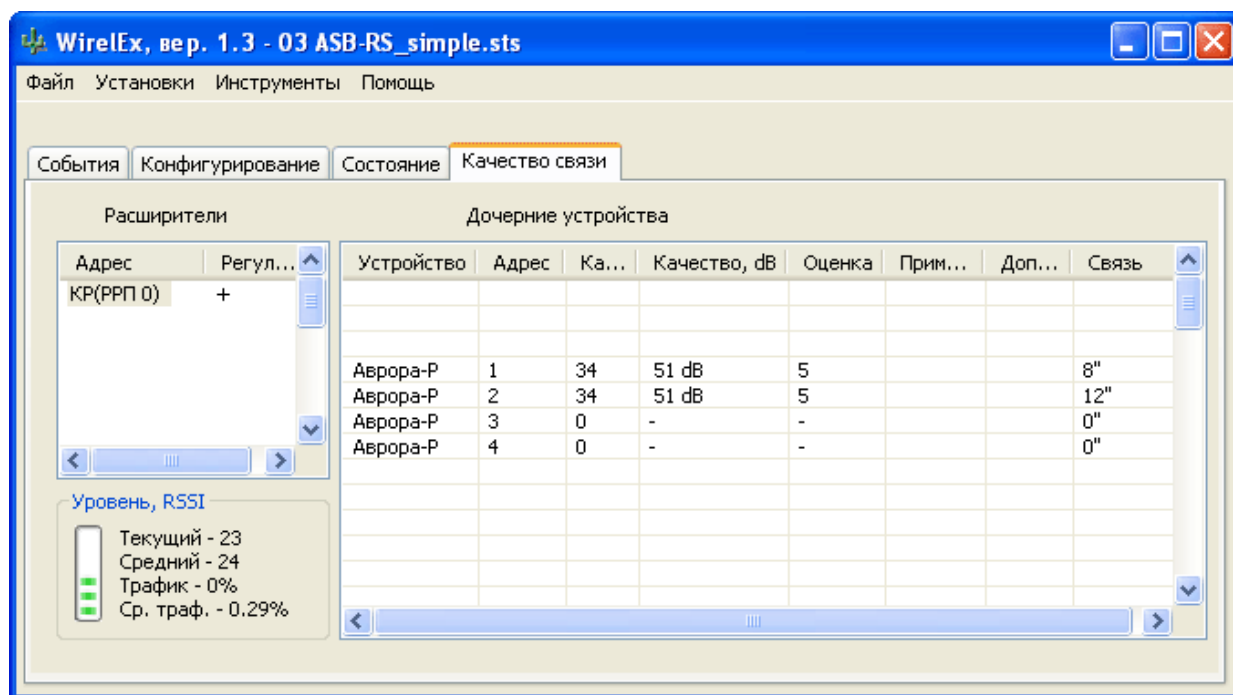 WirelEx, вер. 1.3 - 03 ASB-RS_simple.sts
Файл Установки Инструменты Помощь
События Конфигурирование Состояние Качество связи
Расширители Дочерние устройства
Адрес Регул...
КР(РРП 0) +
Устройство Адрес Ка... Качество, dB Оценка Прим... Доп... Связь
Аврора-Р 1 34 51 dB 5 8"
Аврора-Р 2 34 51 dB 5 12"
Аврора-Р 3 0 - - 0"
Аврора-Р 4 0 - - 0"
Уровень, RSSI
Текущий - 23
Средний - 24
Трафик - 0%
Ср. траф. - 0.29%